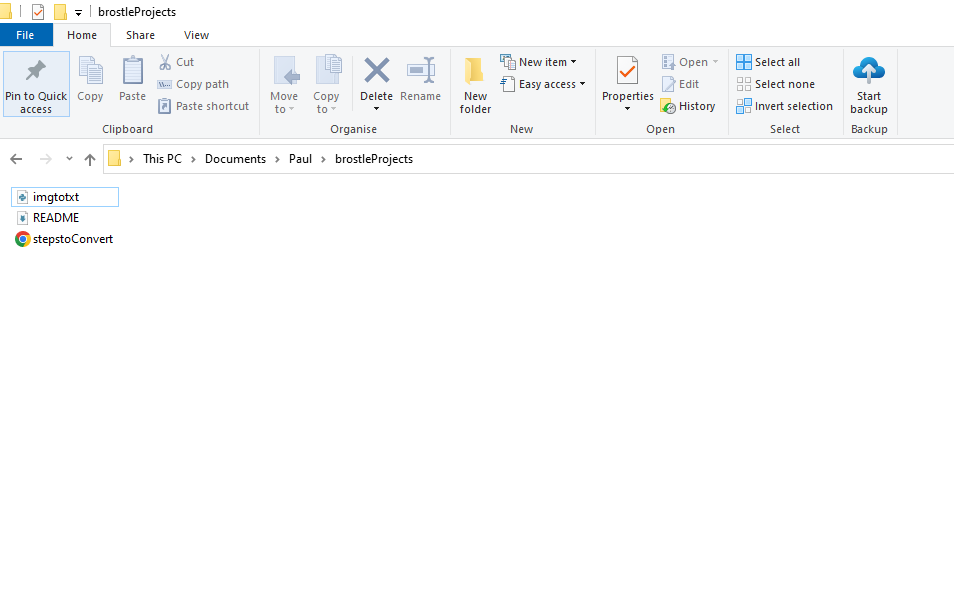 brostleProjects
File Home Share View
Pin to Quick access
Copy
Paste
Cut
Copy path
Paste shortcut
Clipboard
Move to
Copy to
Delete
Rename
Organise
New folder
New item
Easy access
New
Properties
Open
Edit
History
Open
Select all
Select none
Invert selection
Select
Start backup
Backup
This PC > Documents > Paul > brostleProjects
imgtotxt
README
stepstoConvert